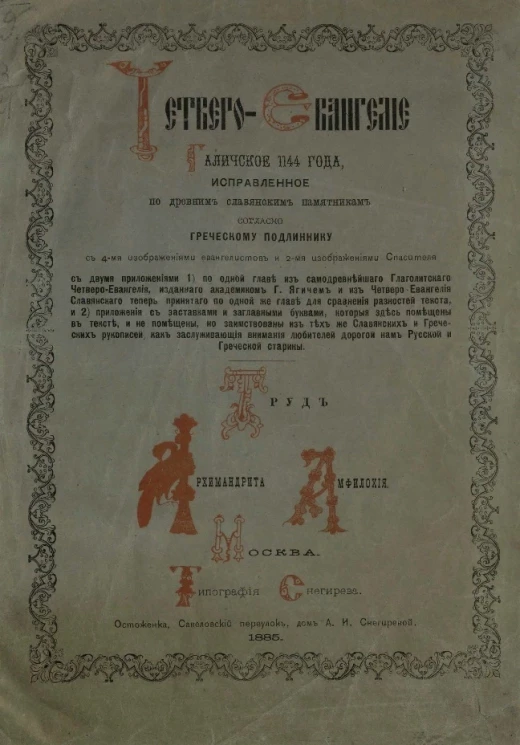 Четверо-Евангелие
Галичское 1144 года,
исправленное
по древнимъ славянскимъ памятникамъ
согласно
греческому подлиннику
съ 4-мя изображеніями евангелистовъ и 2-мя изображеніями Спасителя
съ двумя приложеніями 1) по одной главѣ изъ самодревнѣйшаго Глаголитскаго
Четверо-Евангелія, изданнаго академикомъ Г. Ягичемъ и изъ Четверо-Евангелія
Славянскаго теперь принятаго по одной же главѣ для сравненія разностей текста,
и 2) приложенія съ заставками и заглавными буквами, которыя здѣсь помѣщены
въ текстѣ, и не помѣщены, но заимствованы изъ тѣхъ же Славянскихъ и Грече-
скихъ рукописей, какъ заслуживающія вниманія любителей дорогой намъ Русской и
Греческой старины.
Трудъ
Архимандрита Амфилохія.
Москва.
Типографія Снегирева.
Остоженка, Савеловскій переулокъ, домъ А. И. Снегиревой.
1885.